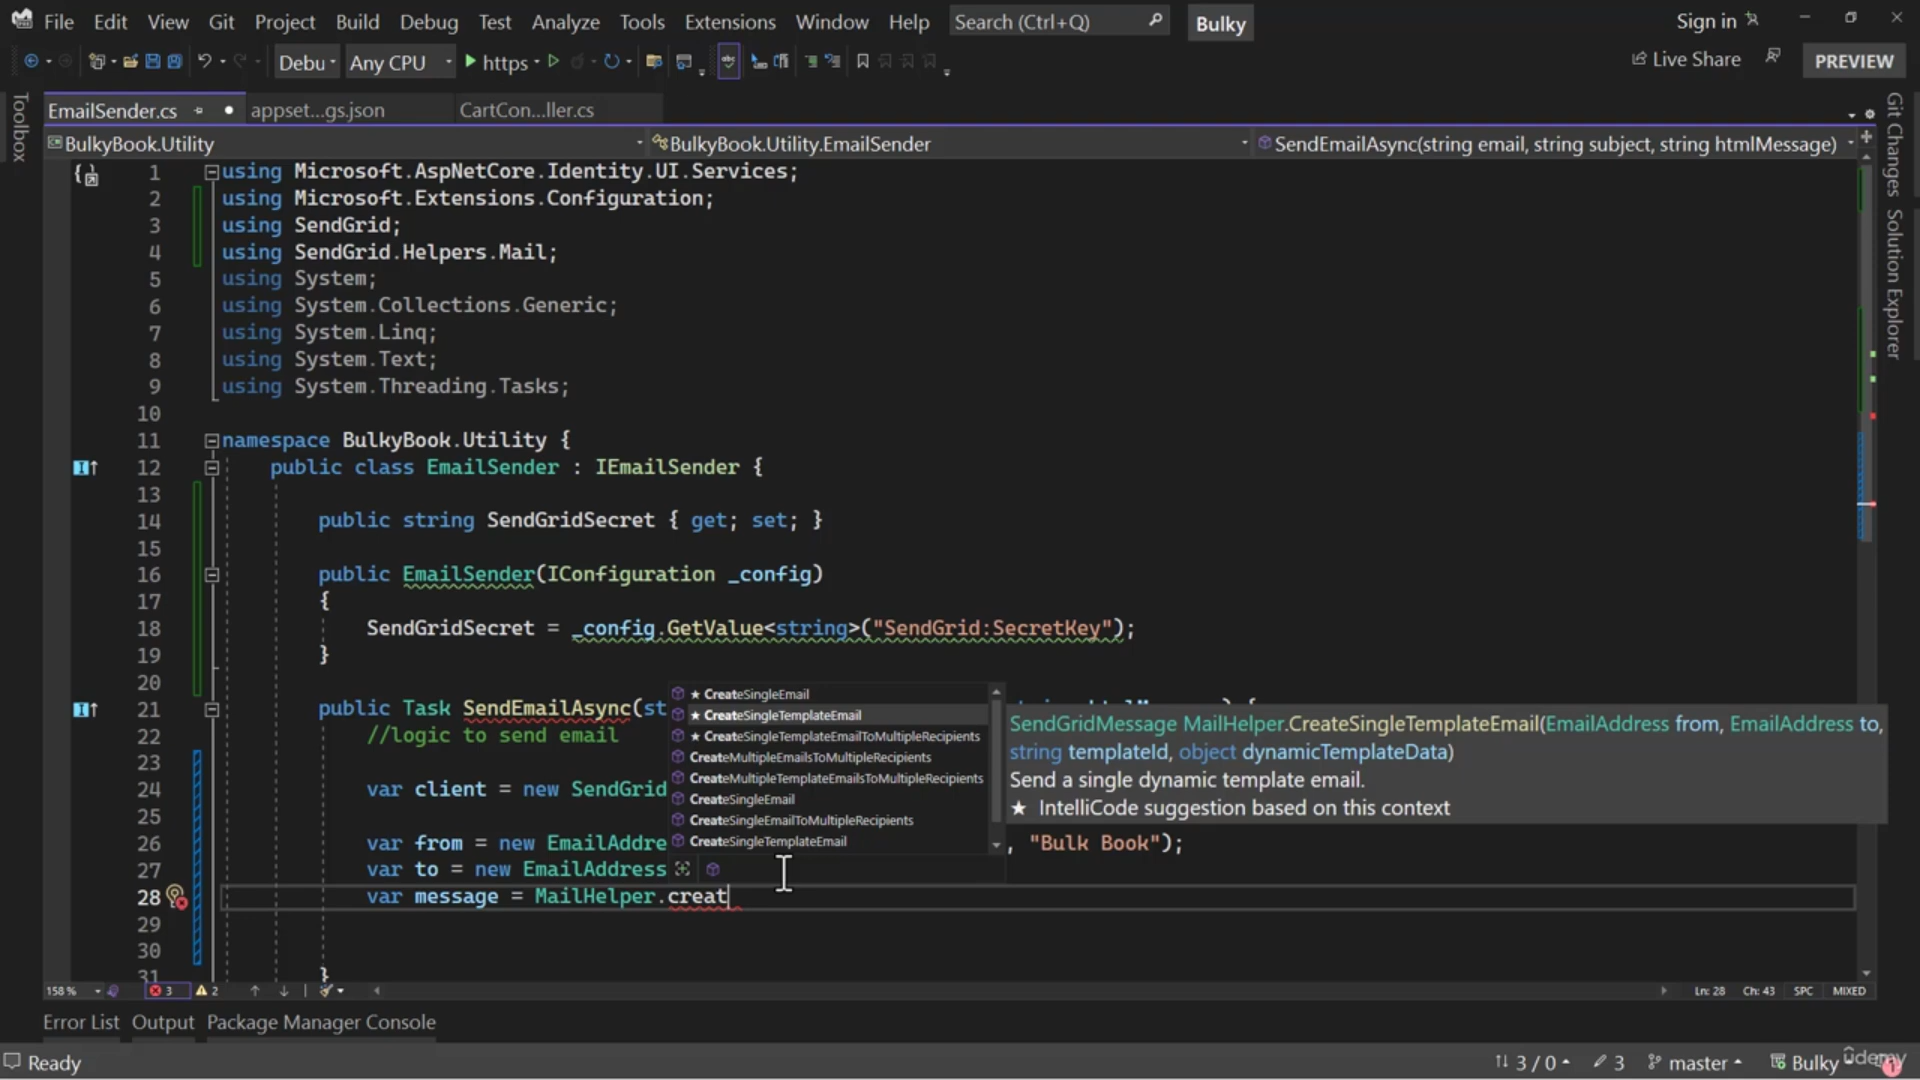 File Edit View Git Project Build Debug Test Analyze Tools Extensions Window Help Search (Ctrl+Q) Bulky Sign in
Debu Any CPU https Live Share PREVIEW
Toolbox
EmailSender.cs appset...gs.json CartCon...ller.cs
BulkyBook.Utility BulkyBook.Utility.EmailSender SendEmailAsync(string email, string subject, string htmlMessage)
1 using Microsoft.AspNetCore.Identity.UI.Services;
2 using Microsoft.Extensions.Configuration;
3 using SendGrid;
4 using SendGrid.Helpers.Mail;
5 using System;
6 using System.Collections.Generic;
7 using System.Linq;
8 using System.Text;
9 using System.Threading.Tasks;
10
11 namespace BulkyBook.Utility {
12 public class EmailSender : IEmailSender {
13
14 public string SendGridSecret { get; set; }
15
16 public EmailSender(IConfiguration _config)
17 {
18 SendGridSecret = _config.GetValue<string>("SendGrid:SecretKey");
19 }
20
21 public Task SendEmailAsync(st
22 //logic to send email
23
24 var client = new SendGrid
25
26 var from = new EmailAddre , "Bulk Book");
27 var to = new EmailAddress
28 var message = MailHelper.creat
29
30
31 }
★ CreateSingleEmail
★ CreateSingleTemplateEmail
★ CreateSingleTemplateEmailToMultipleRecipients
CreateMultipleEmailsToMultipleRecipients
CreateMultipleTemplateEmailsToMultipleRecipients
CreateSingleEmail
CreateSingleEmailToMultipleRecipients
CreateSingleTemplateEmail
SendGridMessage MailHelper.CreateSingleTemplateEmail(EmailAddress from, EmailAddress to,
string templateId, object dynamicTemplateData)
Send a single dynamic template email.
★ IntelliCode suggestion based on this context
Git Changes
Solution Explorer
158 % 3 2 Ln: 28 Ch: 43 SPC MIXED
Error List Output Package Manager Console
Ready 3 / 0 3 master Bulky 1
udemy